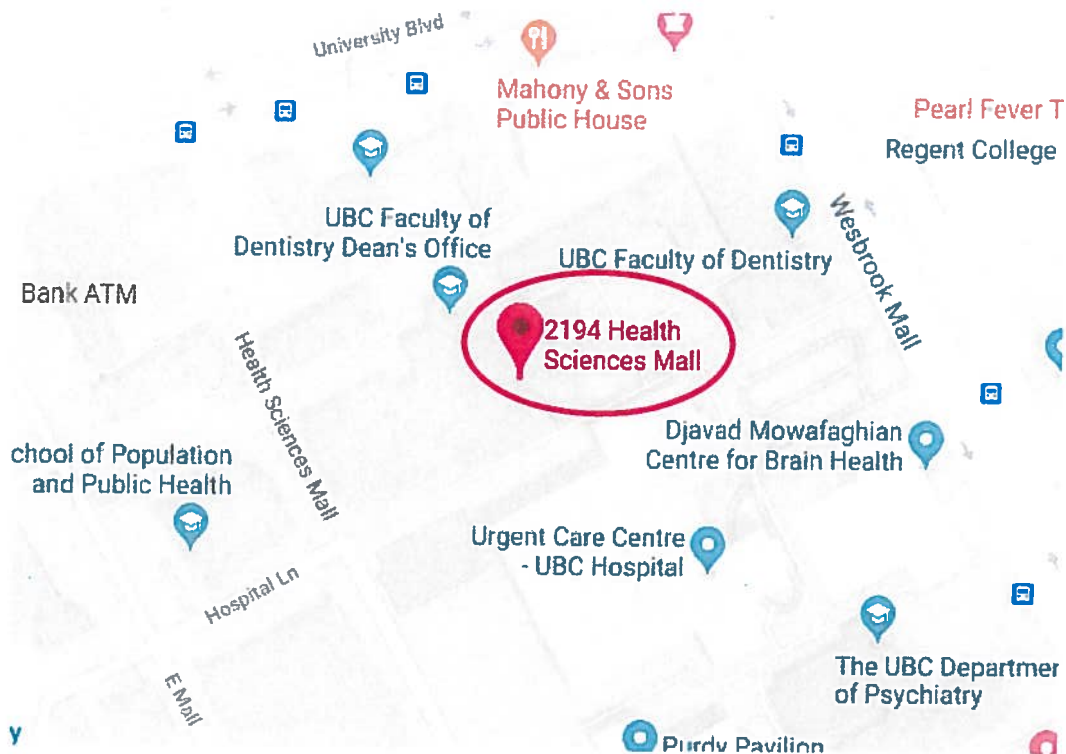 University Blvd
Mahony & Sons
Public House
Pearl Fever T
Regent College
UBC Faculty of
Dentistry Dean's Office
UBC Faculty of Dentistry
Wesbrook Mall
Bank ATM
2194 Health
Sciences Mall
Health Sciences Mall
Djavad Mowafaghian
Centre for Brain Health
chool of Population
and Public Health
Urgent Care Centre
- UBC Hospital
Hospital Ln
The UBC Departmer
of Psychiatry
E Mall
y
Purdy Pavilion